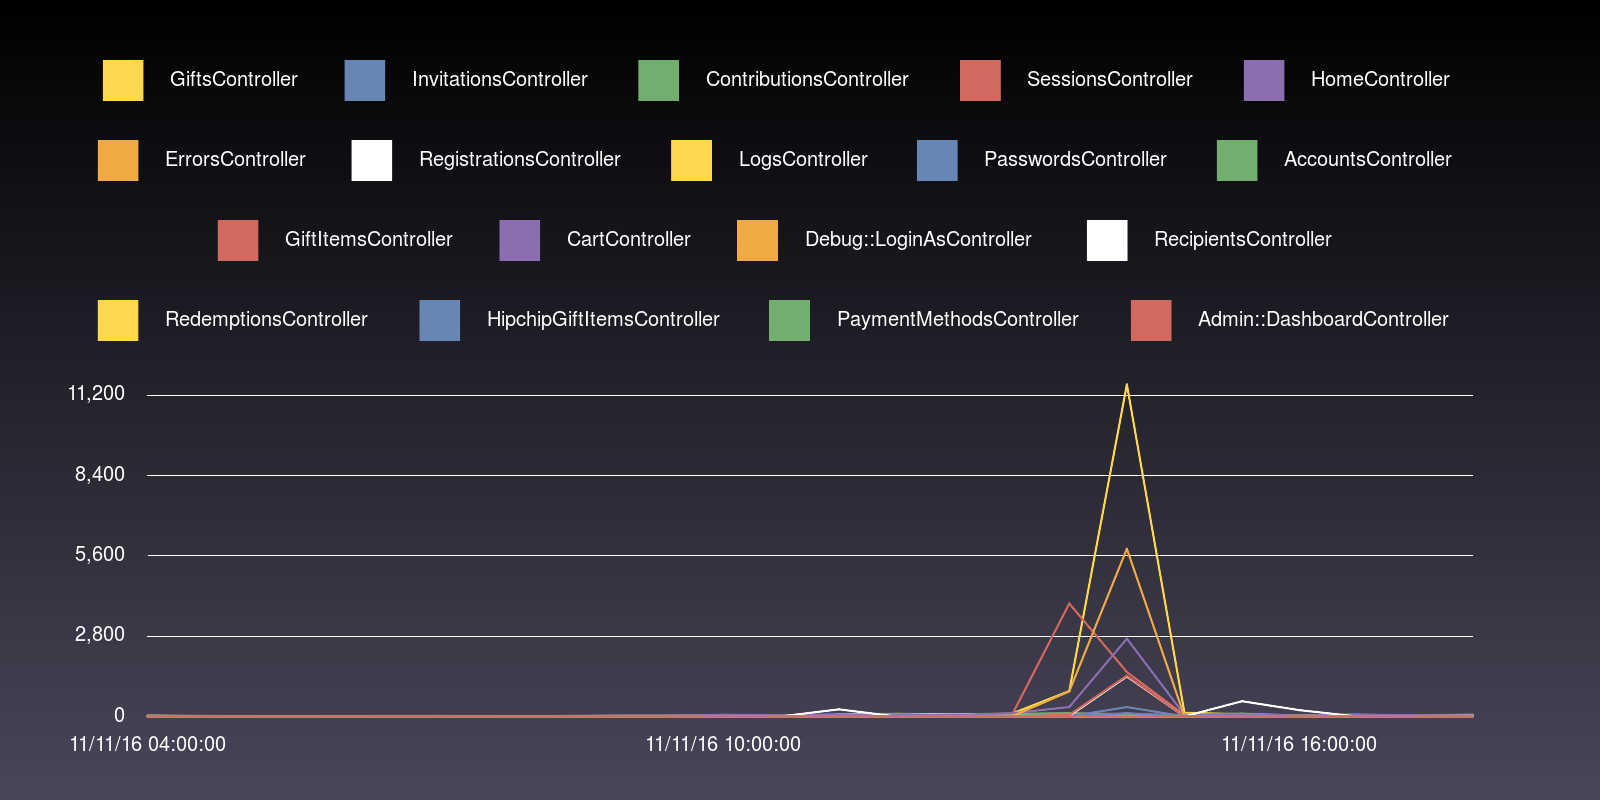 GiftsController InvitationsController ContributionsController SessionsController HomeController
ErrorsController RegistrationsController LogsController PasswordsController AccountsController
GiftItemsController CartController Debug::LoginAsController RecipientsController
RedemptionsController HipchipGiftItemsController PaymentMethodsController Admin::DashboardController
11,200
8,400
5,600
2,800
0
11/11/16 04:00:00 11/11/16 10:00:00 11/11/16 16:00:00